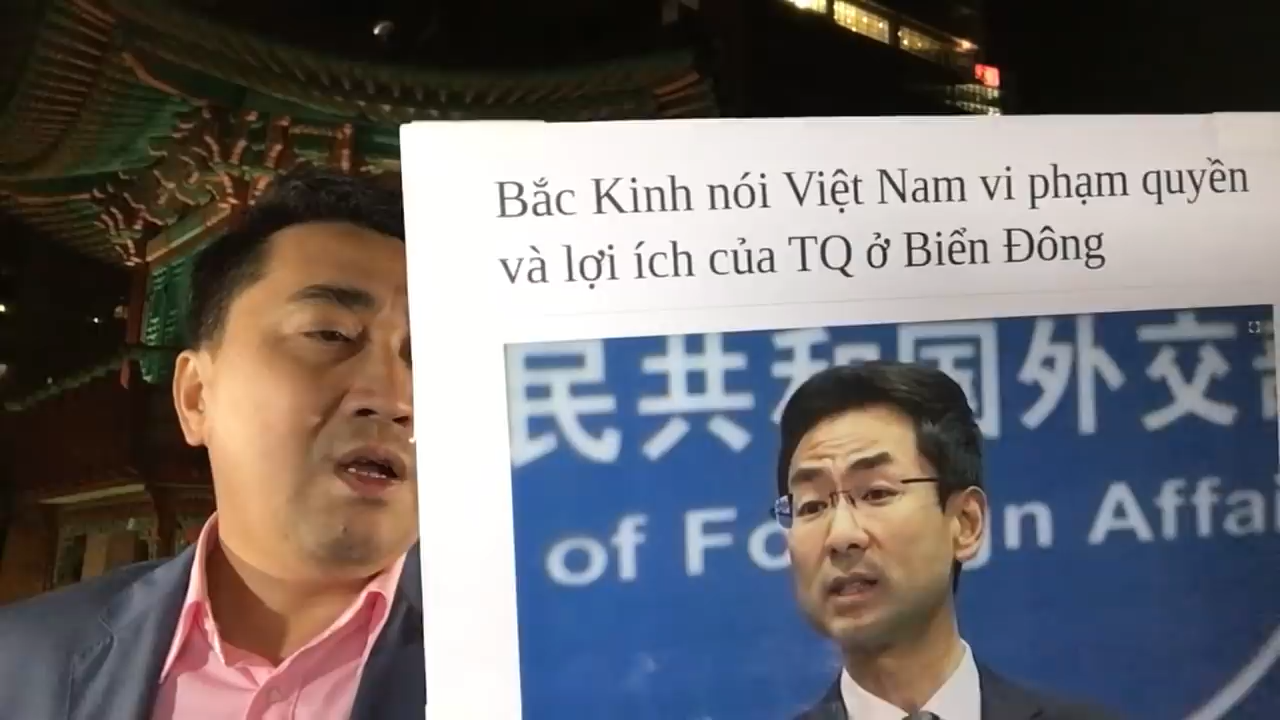 Bắc Kinh nói Việt Nam vi phạm quyền
và lợi ích của TQ ở Biển Đông
民共和国外交
of Fo n Affai